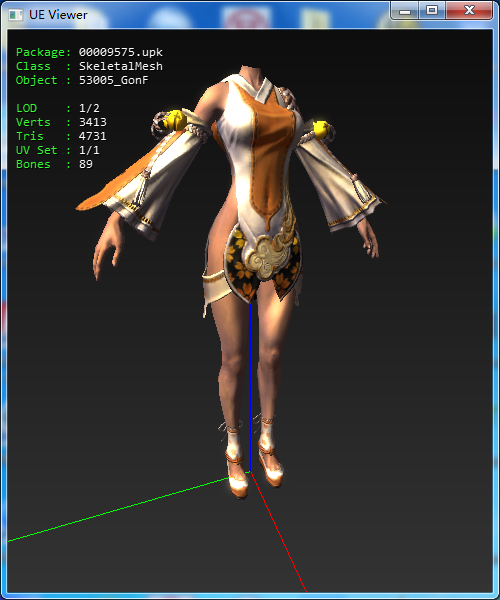 UE Viewer
Package: 00009575.upk
Class : SkeletalMesh
Object : 53005_GonF
LOD : 1/2
Verts : 3413
Tris : 4731
UV Set : 1/1
Bones : 89